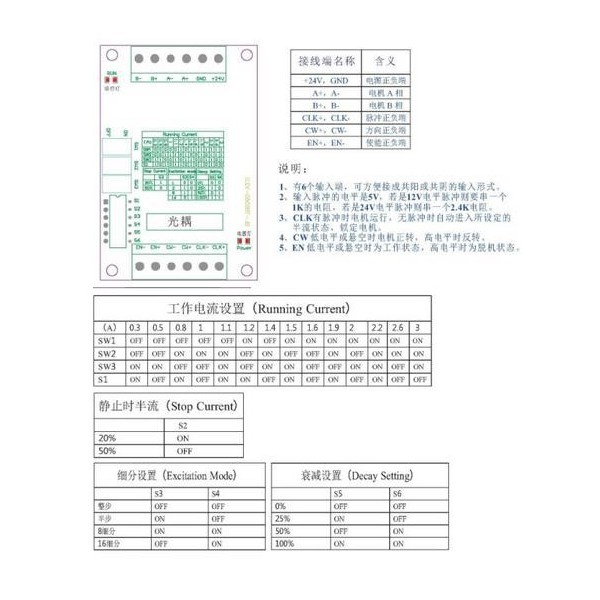 RUN
运行灯
B- B+ A- A+ GND +24V
OFF
ON
Running Current
S1
S2
S3
S4
S5
S6
光耦
电源灯
Power
EN- EN+ CW- CW+ CLK- CLK+
接线端名称 含义
+24V, GND 电源正负端
A+, A- 电机A相
B+, B- 电机B相
CLK+, CLK- 脉冲正负端
CW+, CW- 方向正负端
EN+, EN- 使能正负端
说明：
1、有6个输入端，可方便接成共阳或共阴的输入形式。
2、输入脉冲的电平是5V，若是12V电平脉冲则要串一个
1K的电阻，若是24V电平脉冲则串一个2.4K电阻。
3、CLK有脉冲时电机运行，无脉冲时自动进入所设定的
半流状态，锁定电机。
4、CW低电平或悬空时电机正转，高电平时反转。
5、EN低电平或悬空时为工作状态，高电平时为脱机状态。
工作电流设置（Running Current）
(A) 0.3 0.5 0.8 1 1.1 1.2 1.4 1.5 1.6 1.9 2 2.2 2.6 3
SW1 OFF OFF OFF OFF OFF ON OFF ON ON ON ON ON ON ON
SW2 OFF OFF ON ON ON OFF ON OFF OFF ON OFF ON ON ON
SW3 ON ON OFF ON OFF OFF ON ON OFF OFF ON ON OFF ON
S1 ON OFF ON ON OFF ON OFF ON OFF ON OFF ON OFF OFF
静止时半流（Stop Current）
S2
20% ON
50% OFF
细分设置（Excitation Mode）
S3 S4
整步 OFF OFF
半步 ON OFF
8细分 ON ON
16细分 OFF ON
衰减设置（Decay Setting）
S5 S6
0% OFF OFF
25% ON OFF
50% OFF ON
100% ON ON